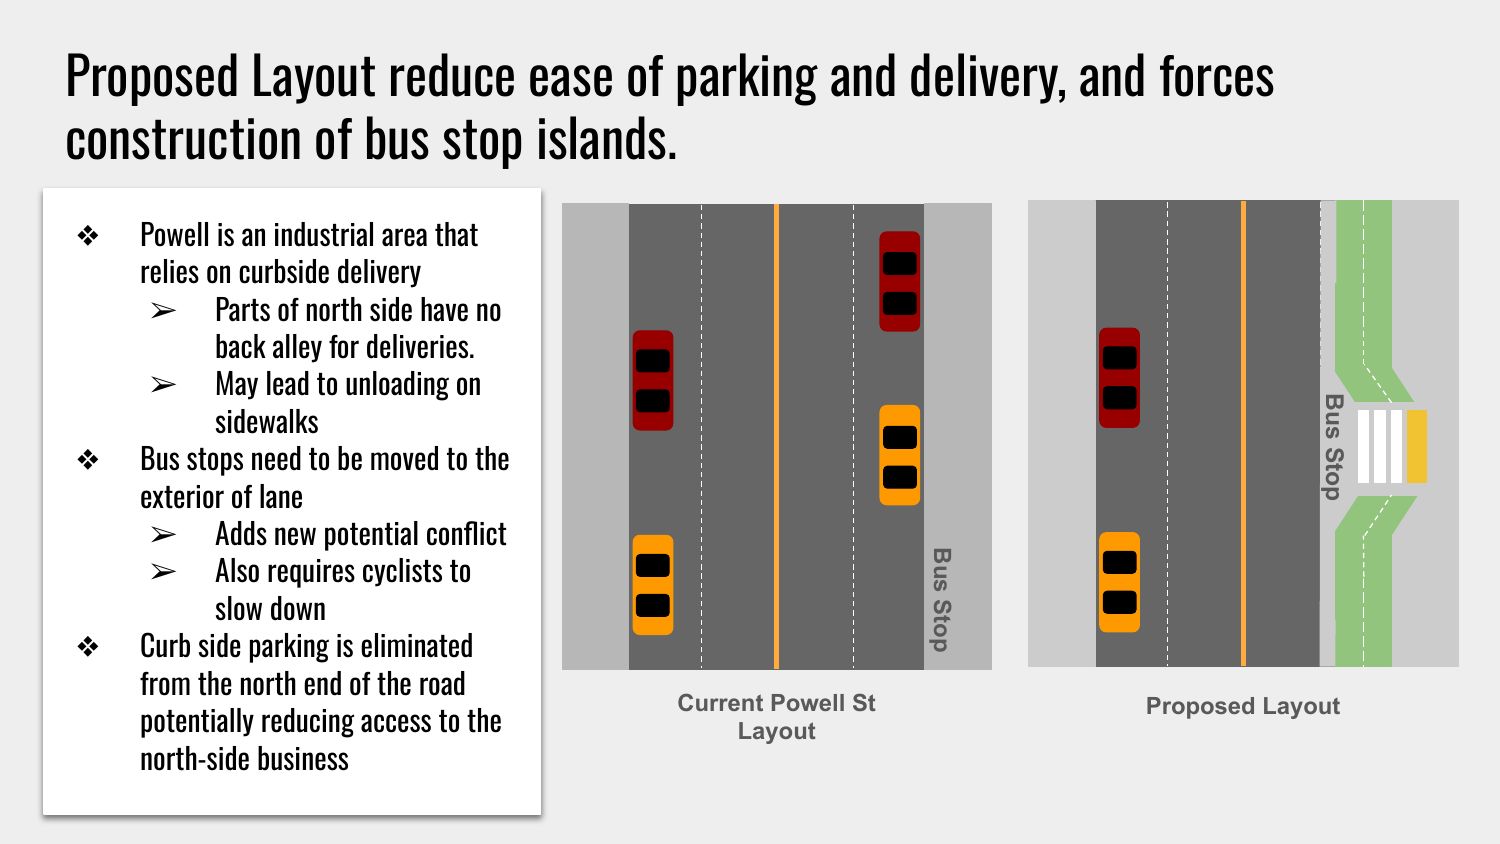 Proposed Layout reduce ease of parking and delivery, and forces
construction of bus stop islands.
❖ Powell is an industrial area that
relies on curbside delivery
➢ Parts of north side have no
back alley for deliveries.
➢ May lead to unloading on
sidewalks
❖ Bus stops need to be moved to the
exterior of lane
➢ Adds new potential conflict
➢ Also requires cyclists to
slow down
❖ Curb side parking is eliminated
from the north end of the road
potentially reducing access to the
north-side business
Bus Stop
Current Powell St
Layout
Bus Stop
Proposed Layout